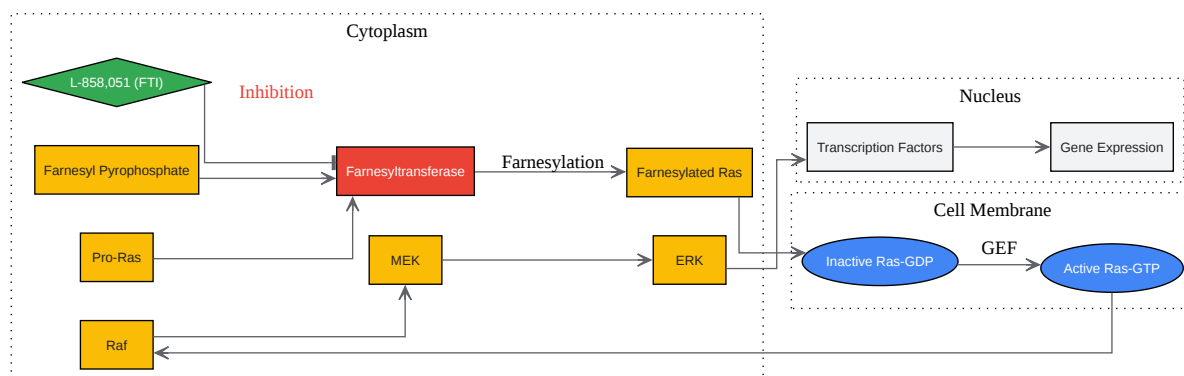 Cytoplasm
L-858,051 (FTI)
Inhibition
Nucleus
Farnesyl Pyrophosphate
Farnesyltransferase
Farnesylation
Farnesylated Ras
Transcription Factors
Gene Expression
Cell Membrane
Pro-Ras
MEK
ERK
Inactive Ras-GDP
GEF
Active Ras-GTP
Raf